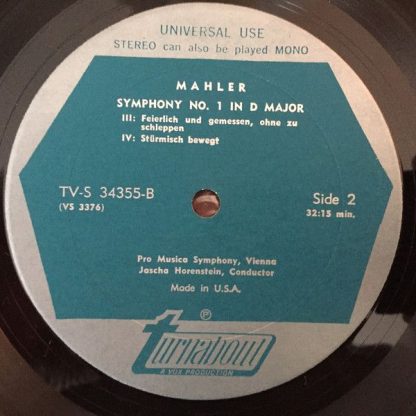 UNIVERSAL USE
STEREO can also be played MONO
MAHLER
SYMPHONY NO. 1 IN D MAJOR
III: Feierlich und gemessen, ohne zu
schleppen
IV: Stürmisch bewegt
TV-S 34355-B
(VS 3376)
Side 2
32:15 min.
Pro Musica Symphony, Vienna
Jascha Horenstein, Conductor
Made in U.S.A.
Ⓟ
turnabout
A VOX PRODUCTION